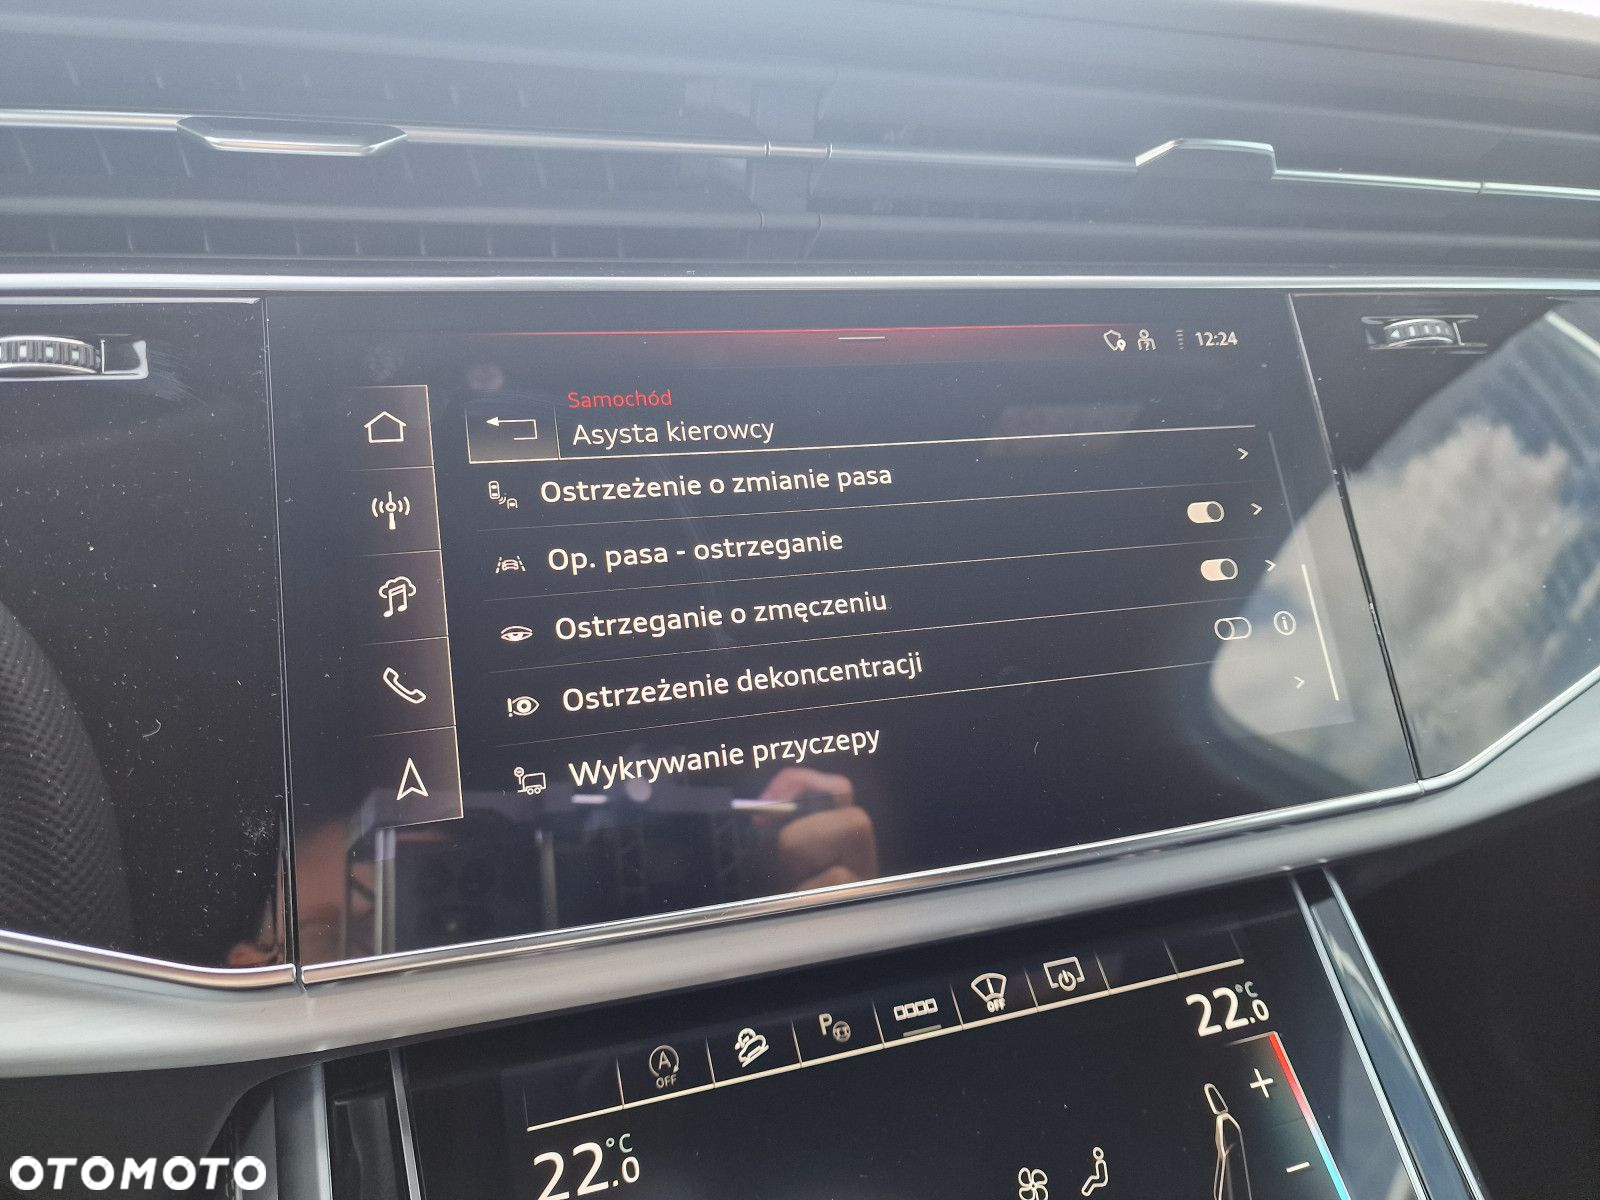 12:24
Samochód
Asysta kierowcy
Ostrzeżenie o zmianie pasa
Op. pasa - ostrzeganie
Ostrzeganie o zmęczeniu
Ostrzeżenie dekoncentracji
Wykrywanie przyczepy
A OFF
P
OFF
22.0 °C
22.0 °C
OTOMOTO